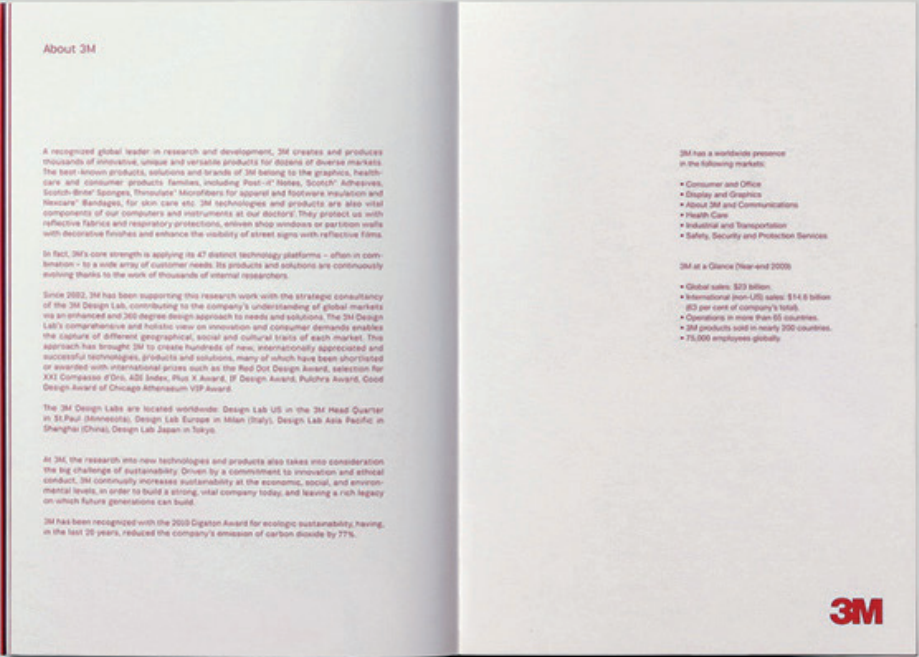 About 3M
A recognized global leader in research and development, 3M creates and produces
thousands of innovative, unique and versatile products for dozens of diverse markets.
The best-known products, solutions and brands of 3M belong to the graphics, health-
care and consumer products families, including Post-it™ Notes, Scotch™ Adhesives,
Scotch-Brite™ Sponges, Thinsulate™ Microfibers for apparel and footware insulation and
Nexcare™ Bandages, for skin care etc. 3M technologies and products are also vital
components of our computers and instruments at our doctors'. They protect us with
reflective fabrics and respiratory protections, enliven shop windows or partition walls
with decorative finishes and enhance the visibility of street signs with reflective films.
In fact, 3M's core strength is applying its 47 distinct technology platforms – often in com-
bination – to a wide array of customer needs. Its products and solutions are continuously
evolving thanks to the work of thousands of internal researchers.
Since 2002, 3M has been supporting this research work with the strategic consultancy
of the 3M Design Lab, contributing to the company's understanding of global markets
via an enhanced and 360 degree design approach to needs and solutions. The 3M Design
Lab's comprehensive and holistic view on innovation and consumer demands enables
the capture of different geographical, social and cultural traits of each market. This
approach has brought 3M to create hundreds of new, internationally appreciated and
successful technologies, products and solutions, many of which have been shortlisted
or awarded with international prizes such as the Red Dot Design Award, selection for
XXI Compasso d'Oro, ADI Index, Plus X Award, IF Design Award, Pulchra Award, Good
Design Award of Chicago Athenaeum VIP Award.
The 3M Design Labs are located worldwide: Design Lab US in the 3M Head Quarter
in St.Paul (Minnesota), Design Lab Europe in Milan (Italy), Design Lab Asia Pacific in
Shanghai (China), Design Lab Japan in Tokyo.
At 3M, the research into new technologies and products also takes into consideration
the big challenge of sustainability. Driven by a commitment to innovation and ethical
conduct, 3M continually increases sustainability at the economic, social, and environ-
mental levels, in order to build a strong, vital company today, and leaving a rich legacy
on which future generations can build.
3M has been recognized with the 2010 Gigaton Award for ecologic sustainability, having,
in the last 20 years, reduced the company's emission of carbon dioxide by 77%.
3M has a worldwide presence
in the following markets:
• Consumer and Office
• Display and Graphics
• About 3M and Communications
• Health Care
• Industrial and Transportation
• Safety, Security and Protection Services
3M at a Glance (Year-end 2009)
• Global sales: $23 billion.
• International (non-US) sales: $14.6 billion
(63 per cent of company's total).
• Operations in more than 65 countries.
• 3M products sold in nearly 200 countries.
• 75,000 employees globally.
3M